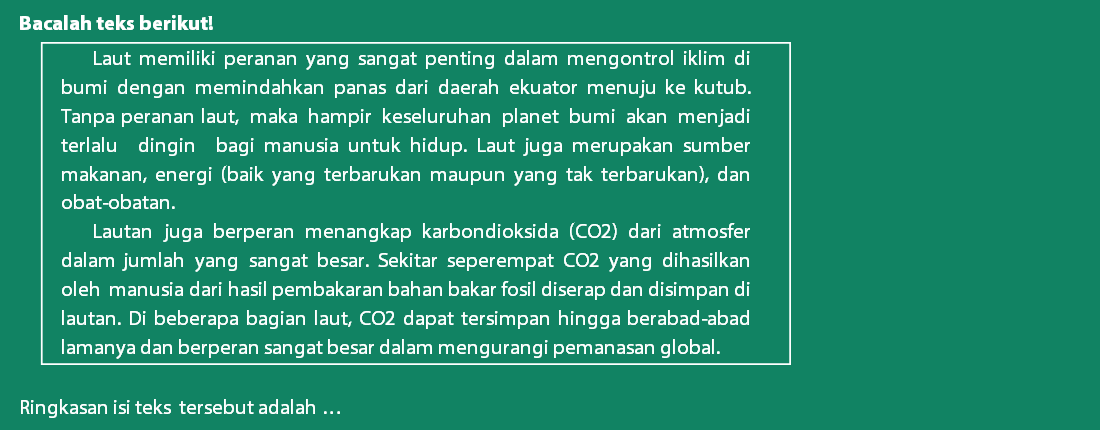 Bacalah teks berikut!
Laut memiliki peranan yang sangat penting dalam mengontrol iklim di
bumi dengan memindahkan panas dari daerah ekuator menuju ke kutub.
Tanpa peranan laut, maka hampir keseluruhan planet bumi akan menjadi
terlalu dingin bagi manusia untuk hidup. Laut juga merupakan sumber
makanan, energi (baik yang terbarukan maupun yang tak terbarukan), dan
obat-obatan.
Lautan juga berperan menangkap karbondioksida (CO2) dari atmosfer
dalam jumlah yang sangat besar. Sekitar seperempat CO2 yang dihasilkan
oleh manusia dari hasil pembakaran bahan bakar fosil diserap dan disimpan di
lautan. Di beberapa bagian laut, CO2 dapat tersimpan hingga berabad-abad
lamanya dan berperan sangat besar dalam mengurangi pemanasan global.
Ringkasan isi teks tersebut adalah ...